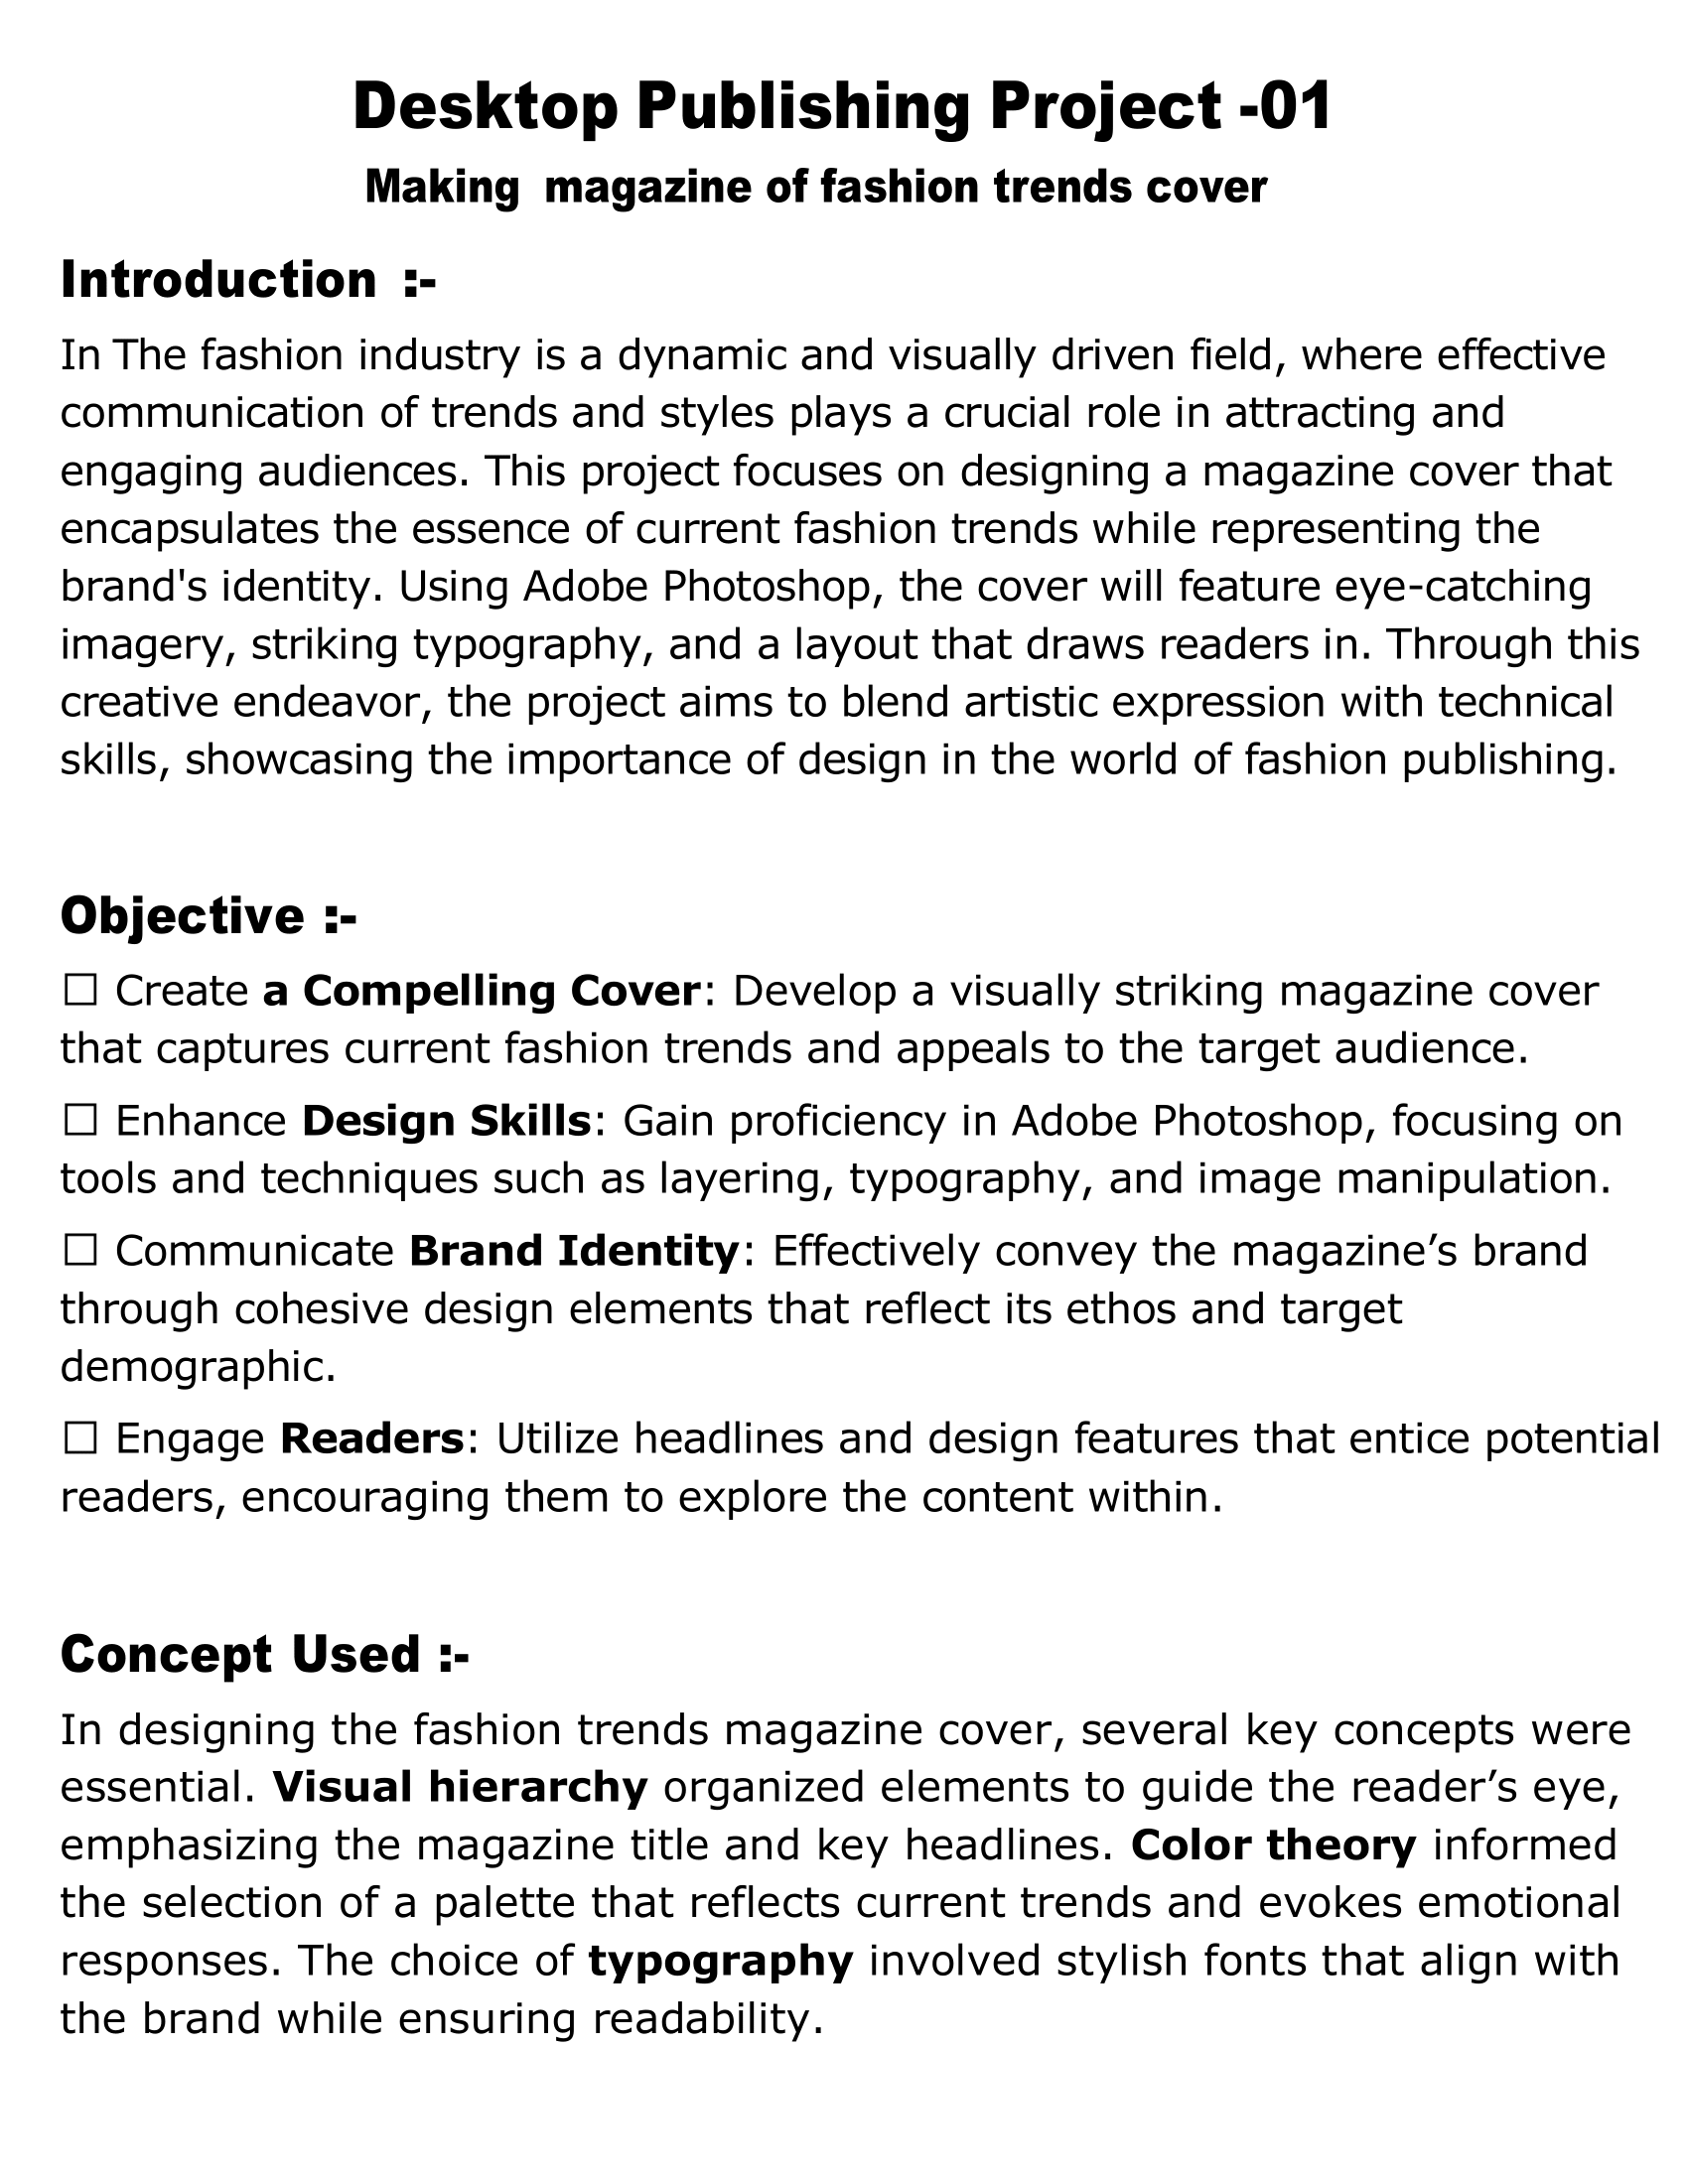 Desktop Publishing Project -01
Making  magazine of fashion trends cover
Introduction :-
In The fashion industry is a dynamic and visually driven field, where effective
communication of trends and styles plays a crucial role in attracting and
engaging audiences. This project focuses on designing a magazine cover that
encapsulates the essence of current fashion trends while representing the
brand's identity. Using Adobe Photoshop, the cover will feature eye-catching
imagery, striking typography, and a layout that draws readers in. Through this
creative endeavor, the project aims to blend artistic expression with technical
skills, showcasing the importance of design in the world of fashion publishing.
Objective :-
☐ Create a Compelling Cover: Develop a visually striking magazine cover
that captures current fashion trends and appeals to the target audience.
☐ Enhance Design Skills: Gain proficiency in Adobe Photoshop, focusing on
tools and techniques such as layering, typography, and image manipulation.
☐ Communicate Brand Identity: Effectively convey the magazine’s brand
through cohesive design elements that reflect its ethos and target
demographic.
☐ Engage Readers: Utilize headlines and design features that entice potential
readers, encouraging them to explore the content within.
Concept Used :-
In designing the fashion trends magazine cover, several key concepts were
essential. Visual hierarchy organized elements to guide the reader’s eye,
emphasizing the magazine title and key headlines. Color theory informed
the selection of a palette that reflects current trends and evokes emotional
responses. The choice of typography involved stylish fonts that align with
the brand while ensuring readability.